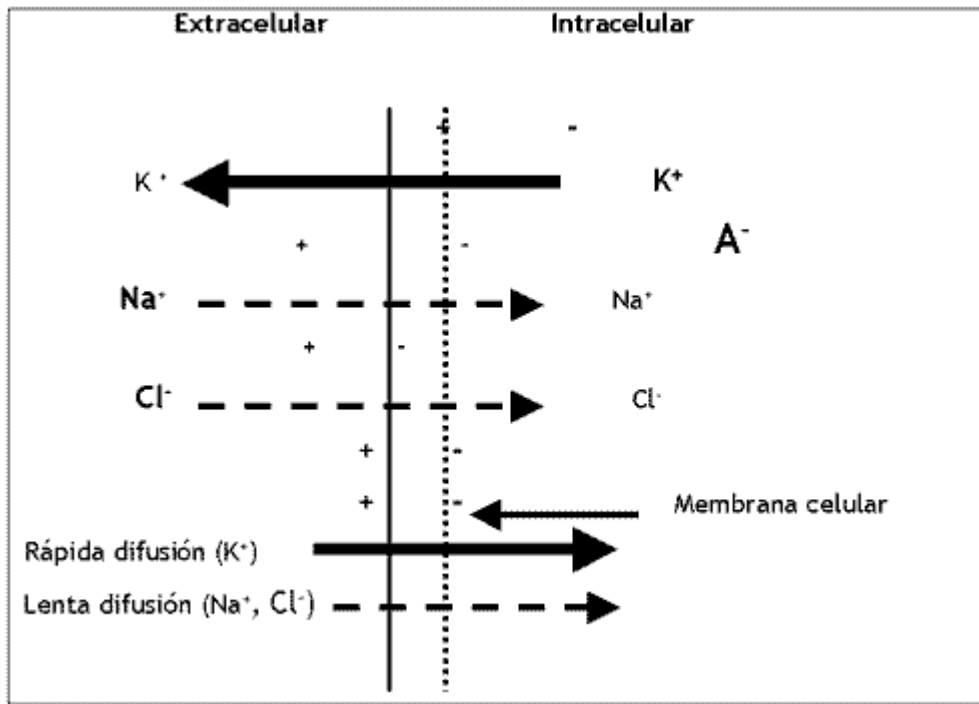 Extracelular Intracelular
+ -
K⁺ K⁺
A⁻
+ -
Na⁺ Na⁺
+ -
Cl⁻ Cl⁻
+ -
+ -
Membrana celular
Rápida difusión (K⁺)
Lenta difusión (Na⁺, Cl⁻)